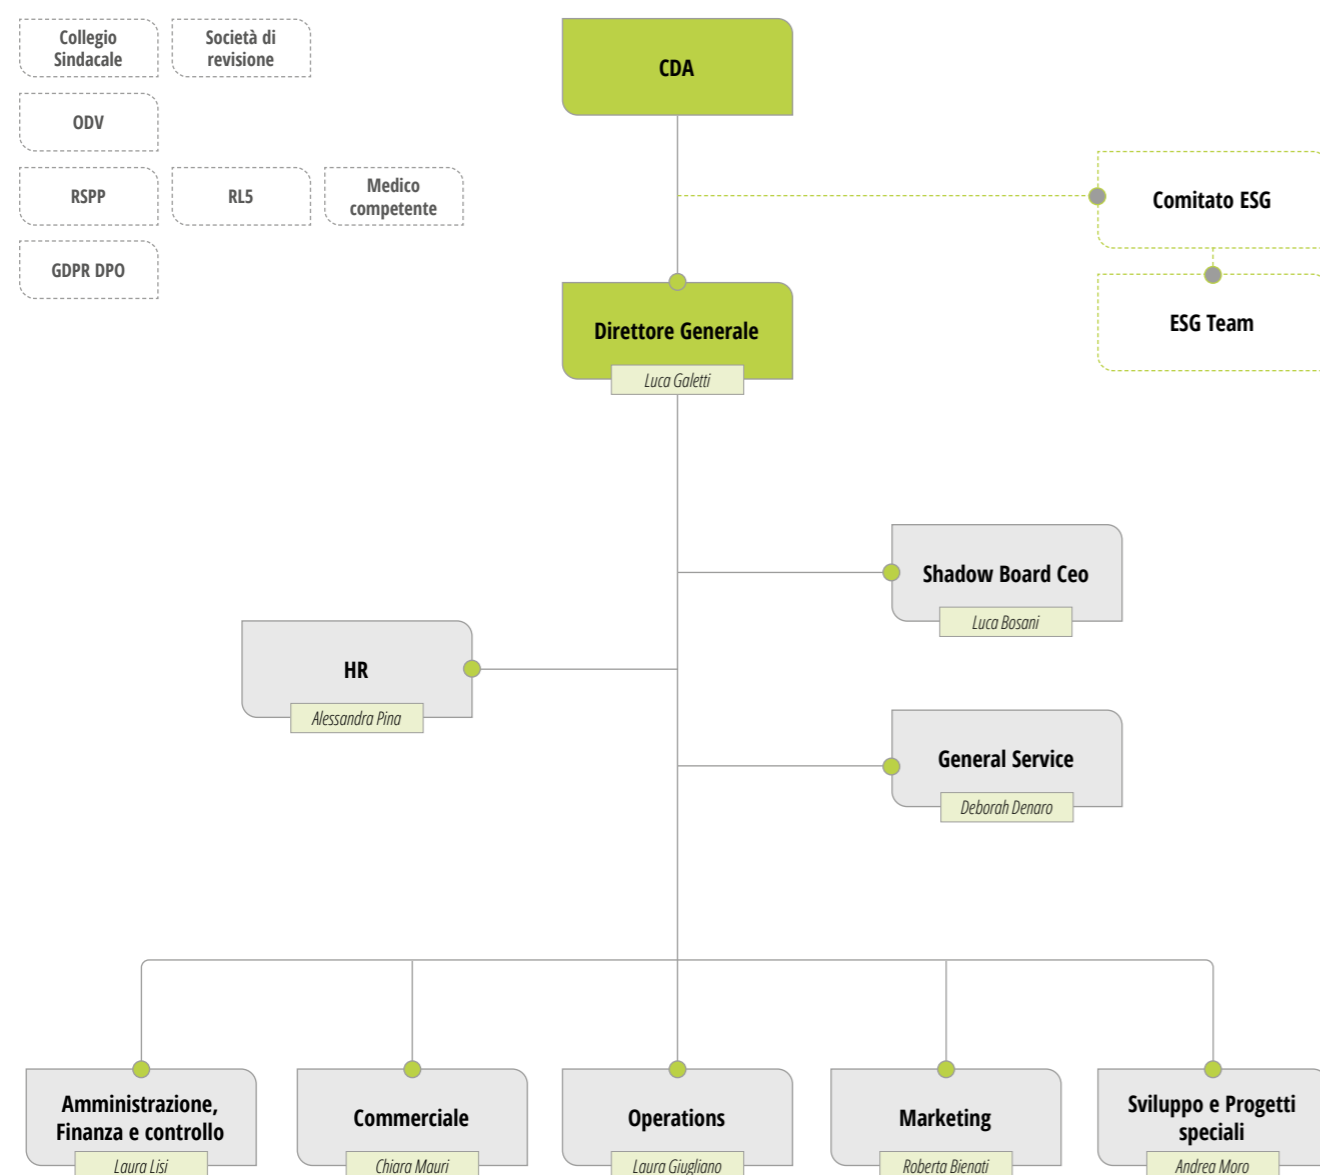 Collegio
Sindacale
Società di
revisione
CDA
ODV
RSPP
RL5
Medico
competente
Comitato ESG
GDPR DPO
ESG Team
Direttore Generale
Luca Galetti
Shadow Board Ceo
Luca Bosani
HR
Alessandra Pina
General Service
Deborah Denaro
Amministrazione,
Finanza e controllo
Laura Lisi
Commerciale
Chiara Mauri
Operations
Laura Giugliano
Marketing
Roberta Bienati
Sviluppo e Progetti
speciali
Andrea Moro